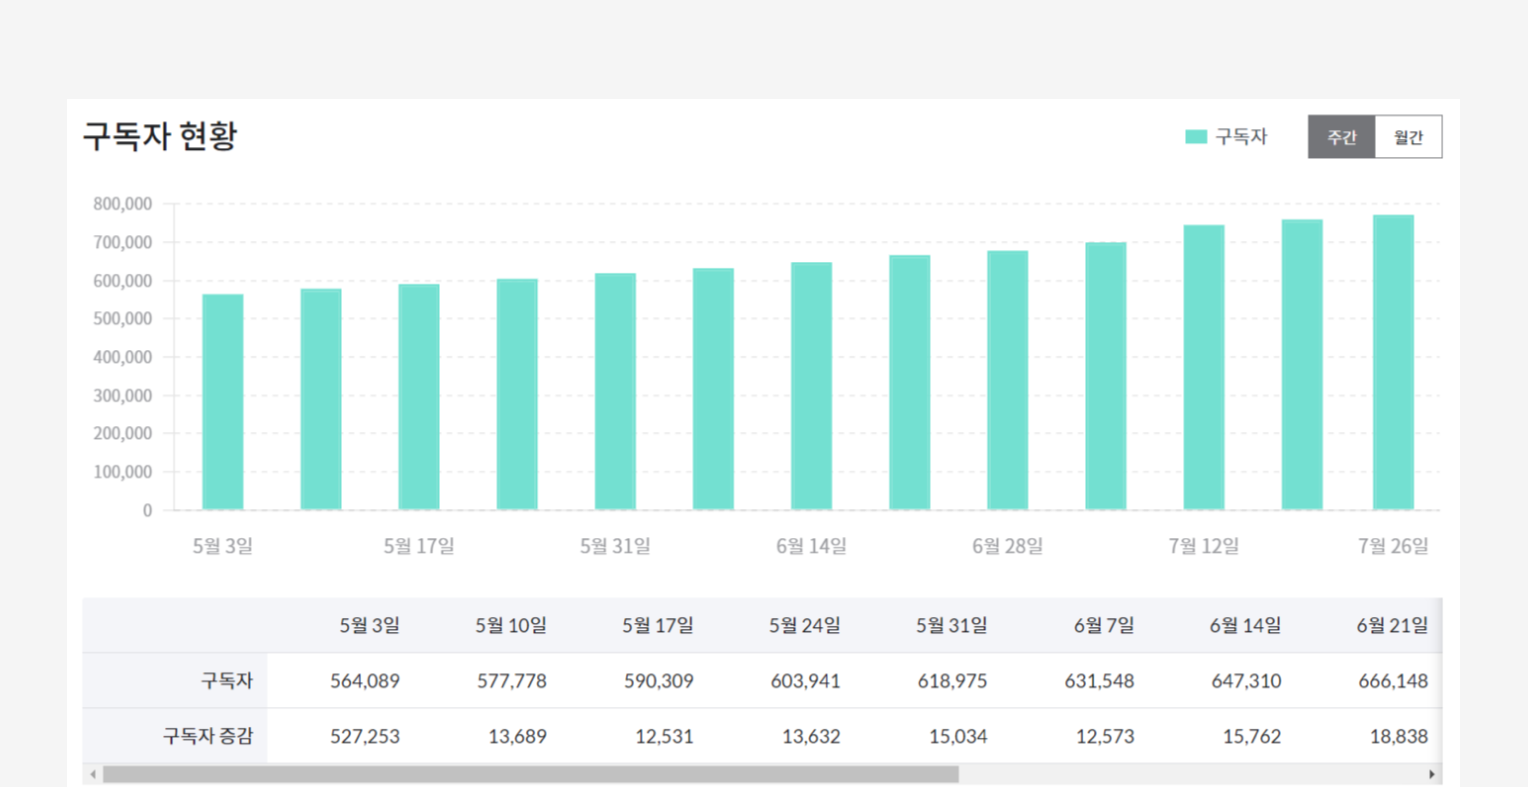 구독자 현황
구독자
주간 월간
800,000
700,000
600,000
500,000
400,000
300,000
200,000
100,000
0
5월 3일 5월 17일 5월 31일 6월 14일 6월 28일 7월 12일 7월 26일
5월 3일 5월 10일 5월 17일 5월 24일 5월 31일 6월 7일 6월 14일 6월 21일
구독자 564,089 577,778 590,309 603,941 618,975 631,548 647,310 666,148
구독자 증감 527,253 13,689 12,531 13,632 15,034 12,573 15,762 18,838